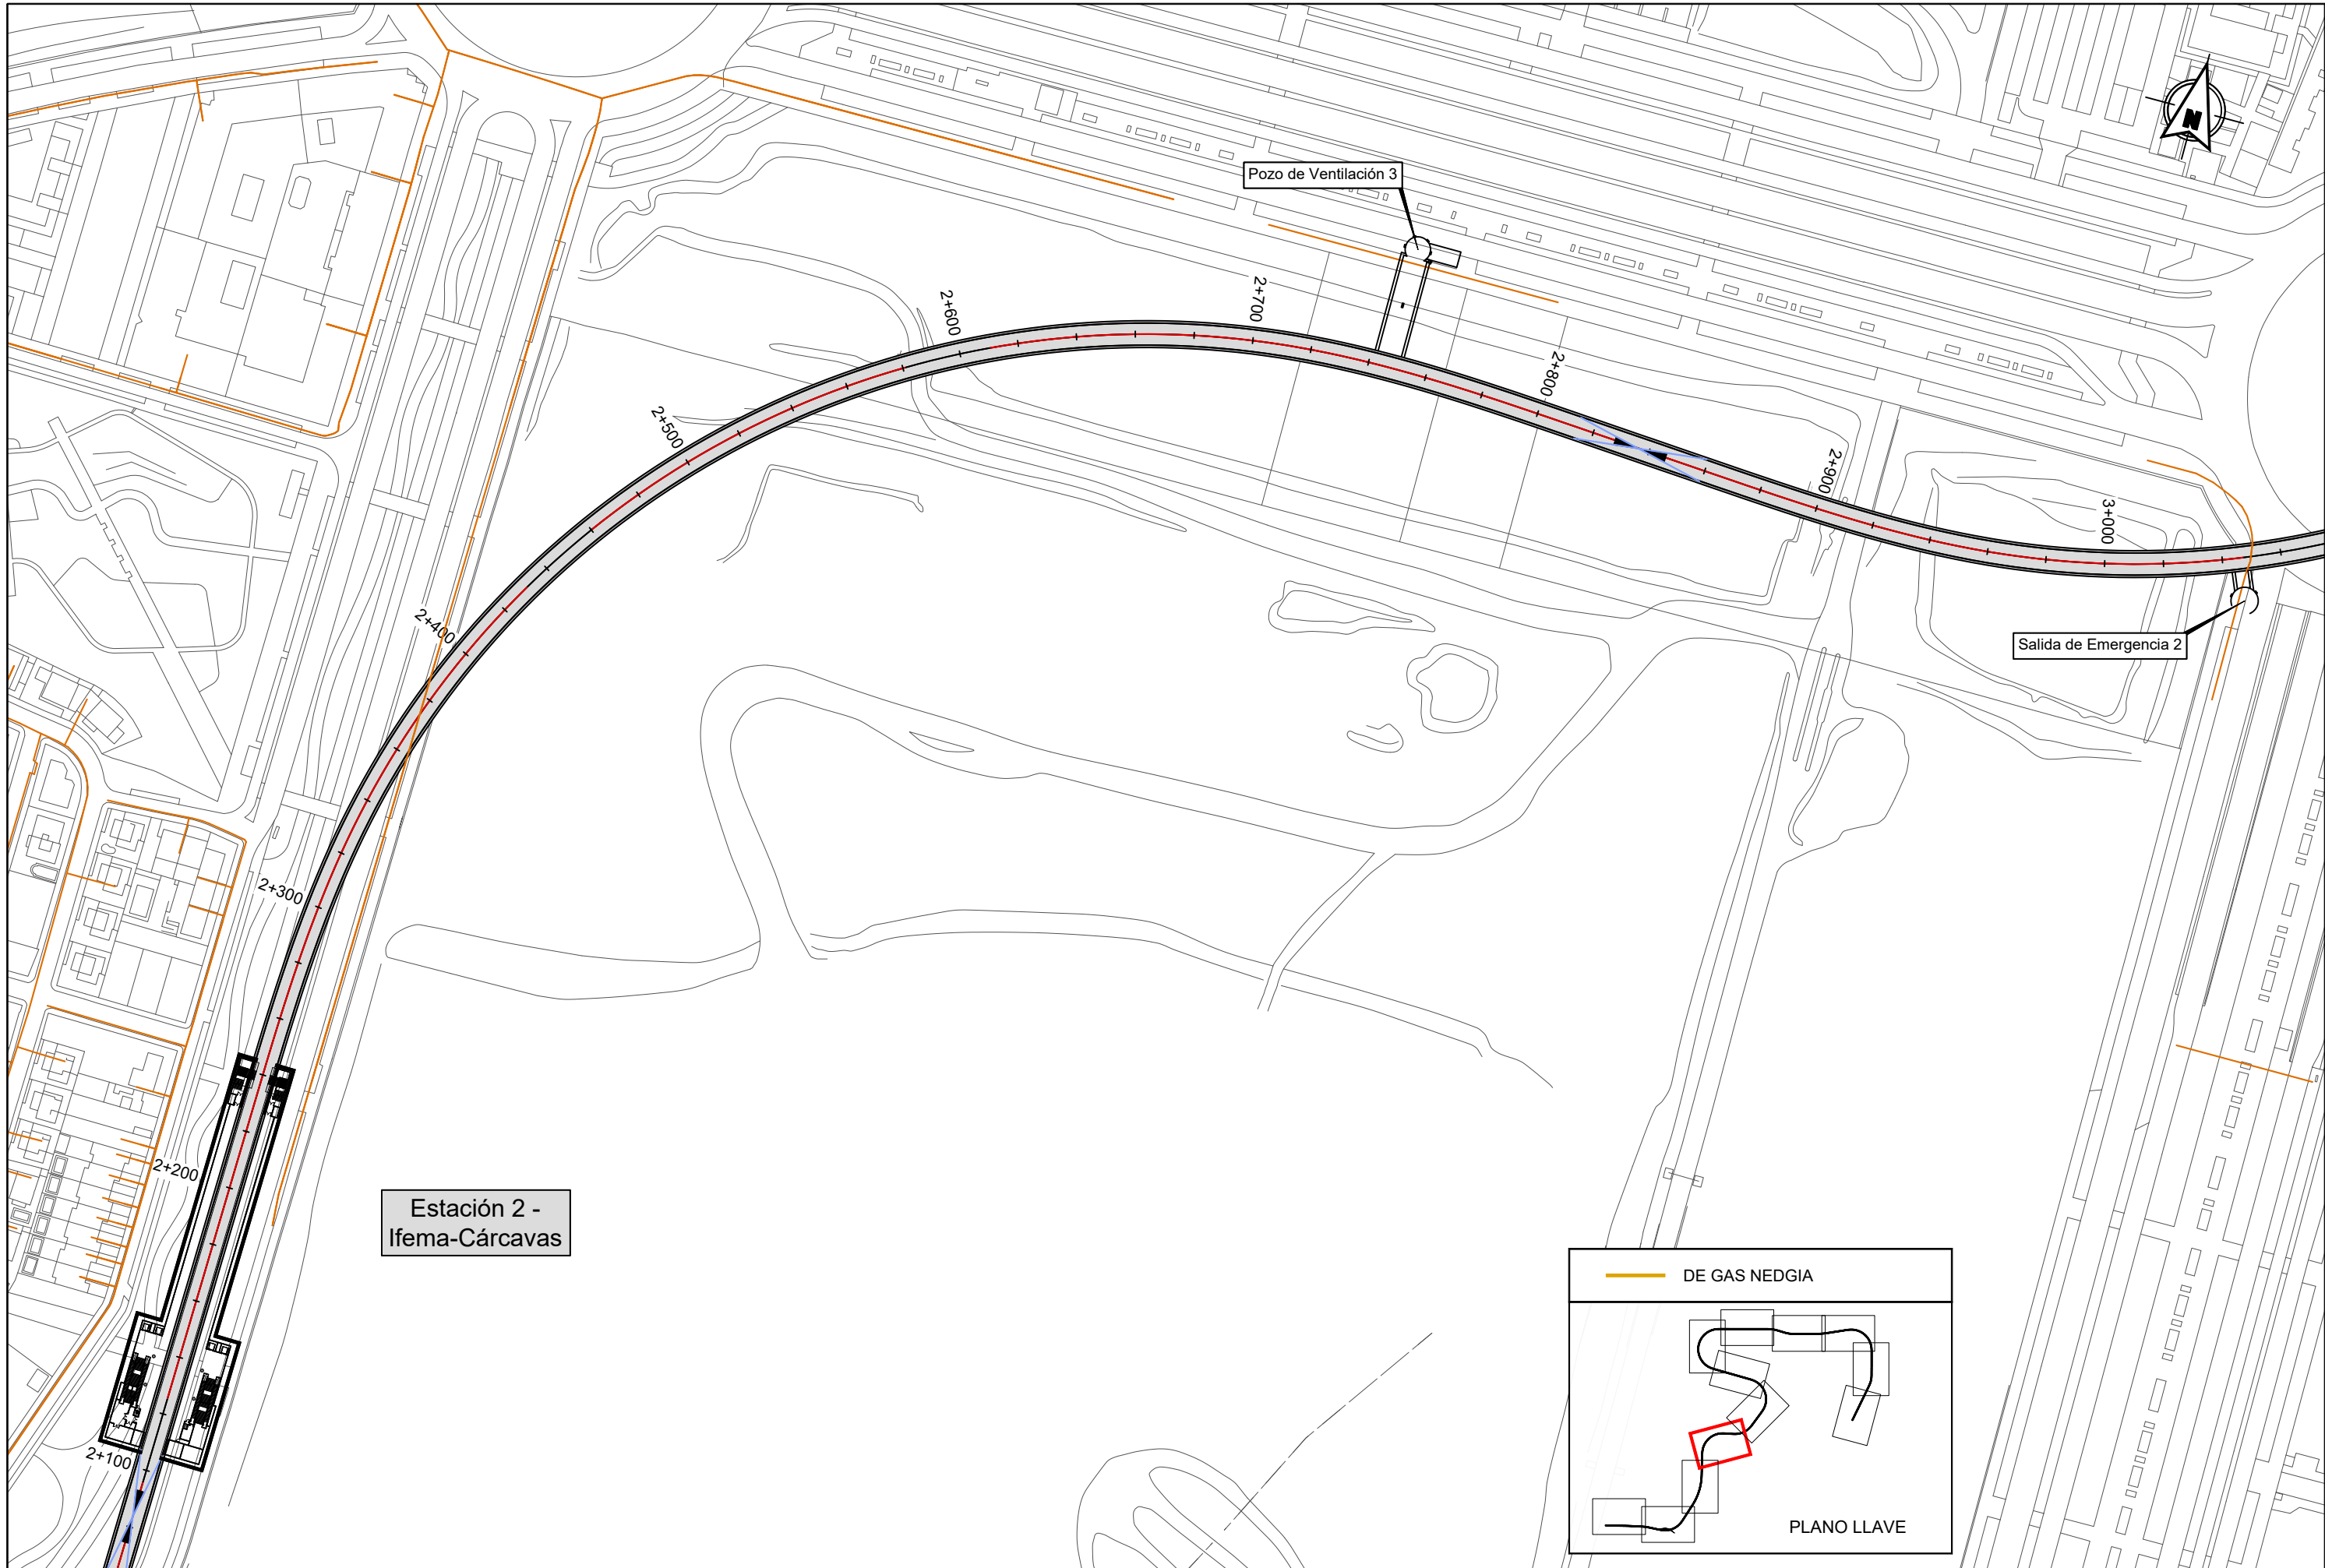 N
Pozo de Ventilación 3
2+600
2+700
2+800
2+500
2+900
3+000
2+400
Salida de Emergencia 2
2+300
2+200
Estación 2 -
Ifema-Cárcavas
2+100
DE GAS NEDGIA
PLANO LLAVE